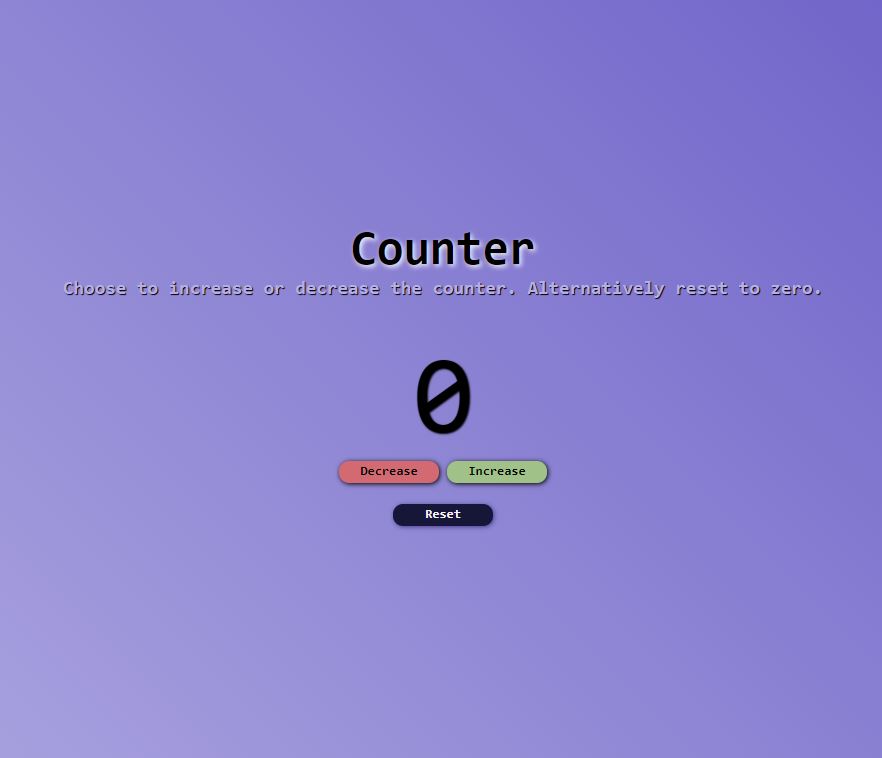 Counter
Choose to increase or decrease the counter. Alternatively reset to zero.
0
Decrease Increase
Reset